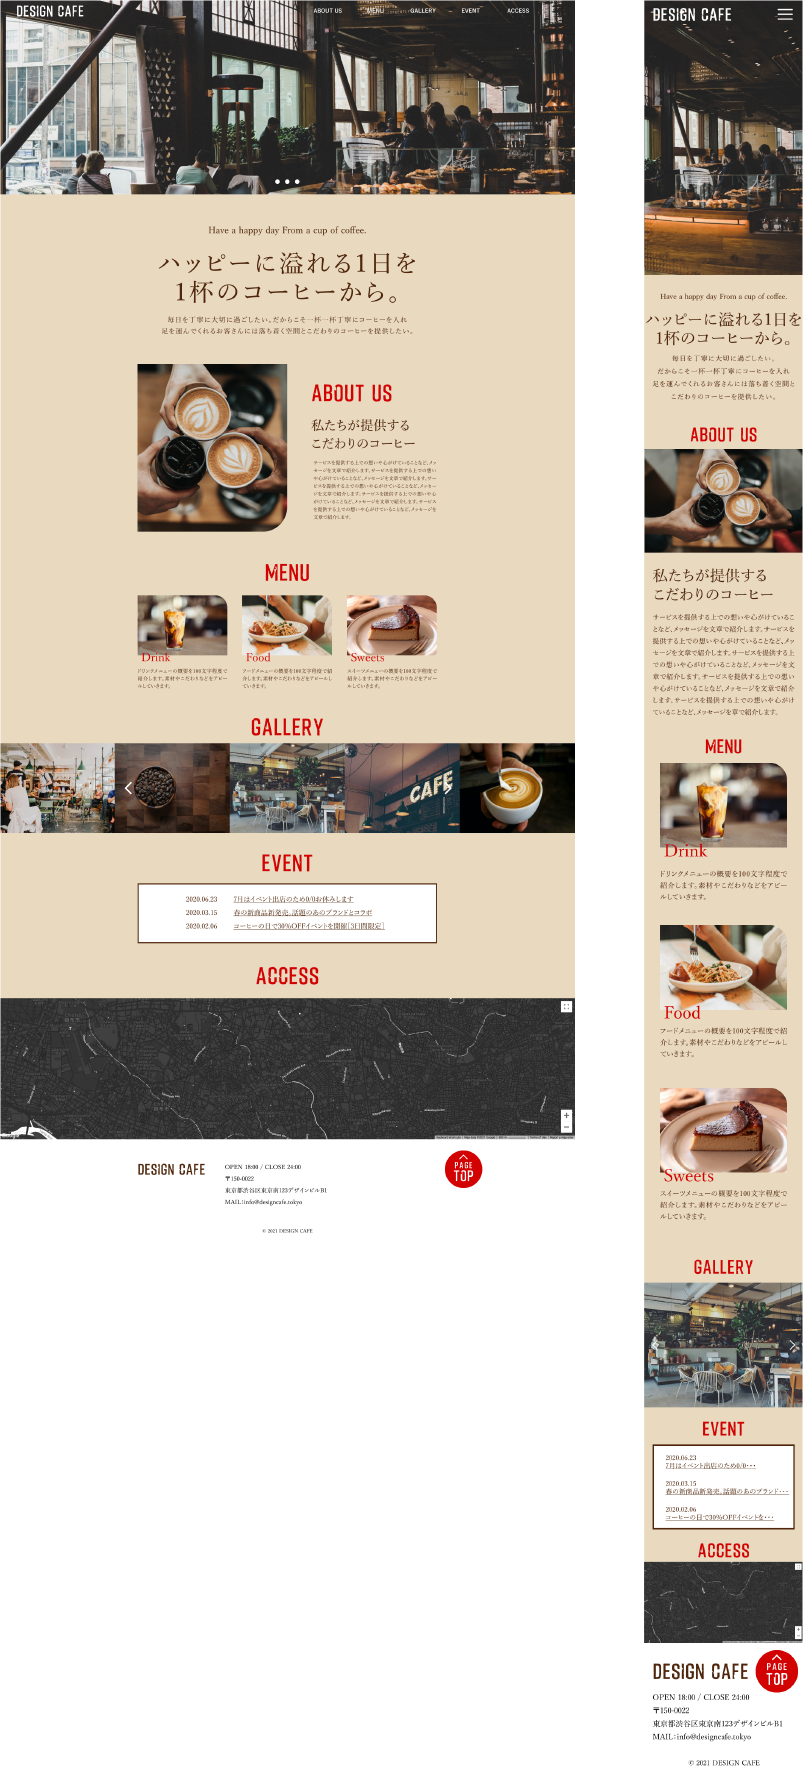 DESIGN CAFE
ABOUT US
MENU
GALLERY
EVENT
ACCESS
Have a happy day From a cup of coffee.
ハッピーに溢れる1日を
1杯のコーヒーから。
毎日を丁寧に大切に過ごしたい。だからこそ一杯一杯丁寧にコーヒーを入れ
足を運んでくれるお客さんには落ち着く空間とこだわりのコーヒーを提供したい。
ABOUT US
私たちが提供する
こだわりのコーヒー
サービスを提供する上での想いや心がけていることなど、メッ
セージを文章で紹介します。サービスを提供する上での想い
や心がけていることなど、メッセージを文章で紹介します。サー
ビスを提供する上での想いや心がけていることなど、メッセー
ジを文章で紹介します。サービスを提供する上での想いや心
がけていることなど、メッセージを文章で紹介します。サービス
を提供する上での想いや心がけていることなど、メッセージを
文章で紹介します。
MENU
Drink
ドリンクメニューの概要を100文字程度で
紹介します。素材やこだわりなどをアピー
ルしていきます。
Food
フードメニューの概要を100文字程度で紹
介します。素材やこだわりなどをアピール
していきます。
Sweets
スイーツメニューの概要を100文字程度で
紹介します。素材やこだわりなどをアピー
ルしていきます。
GALLERY
CAFE
EVENT
2020.06.23 7月はイベント出店のため0/0お休みします
2020.03.15 春の新商品新発売。話題のあのブランドとコラボ
2020.02.06 コーヒーの日で30%OFFイベントを開催［3日間限定］
ACCESS
DESIGN CAFE
OPEN 18:00 / CLOSE 24:00
〒150-0022
東京都渋谷区東京南123デザインビルB1
MAIL：info@designcafe.tokyo
PAGE
TOP
© 2021 DESIGN CAFE
DESIGN CAFE
Have a happy day From a cup of coffee.
ハッピーに溢れる1日を
1杯のコーヒーから。
毎日を丁寧に大切に過ごしたい。
だからこそ一杯一杯丁寧にコーヒーを入れ
足を運んでくれるお客さんには落ち着く空間と
こだわりのコーヒーを提供したい。
ABOUT US
私たちが提供する
こだわりのコーヒー
サービスを提供する上での想いや心がけているこ
となど、メッセージを文章で紹介します。サービスを
提供する上での想いや心がけていることなど、メッ
セージを文章で紹介します。サービスを提供する上
での想いや心がけていることなど、メッセージを文
章で紹介します。サービスを提供する上での想い
や心がけていることなど、メッセージを文章で紹介
します。サービスを提供する上での想いや心がけ
ていることなど、メッセージを章で紹介します。
MENU
Drink
ドリンクメニューの概要を100文字程度で
紹介します。素材やこだわりなどをアピー
ルしていきます。
Food
フードメニューの概要を100文字程度で紹
介します。素材やこだわりなどをアピールし
ていきます。
Sweets
スイーツメニューの概要を100文字程度で
紹介します。素材やこだわりなどをアピー
ルしていきます。
GALLERY
EVENT
2020.06.23
7月はイベント出店のため0/0・・・
2020.03.15
春の新商品新発売。話題のあのブランド・・・
2020.02.06
コーヒーの日で30%OFFイベントを・・・
ACCESS
DESIGN CAFE
PAGE
TOP
OPEN 18:00 / CLOSE 24:00
〒150-0022
東京都渋谷区東京南123デザインビルB1
MAIL：info@designcafe.tokyo
© 2021 DESIGN CAFE